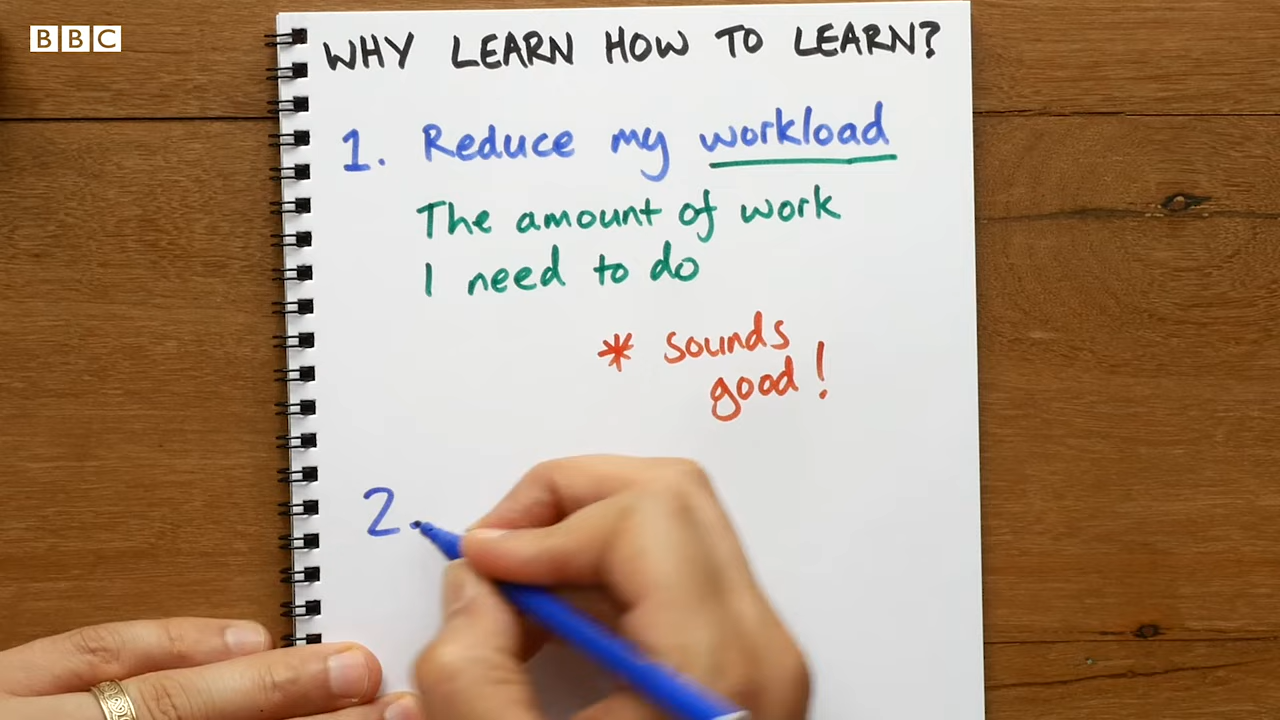 BBC
WHY LEARN HOW TO LEARN?
1. Reduce my workload
The amount of work
I need to do
* sounds
good!
2.